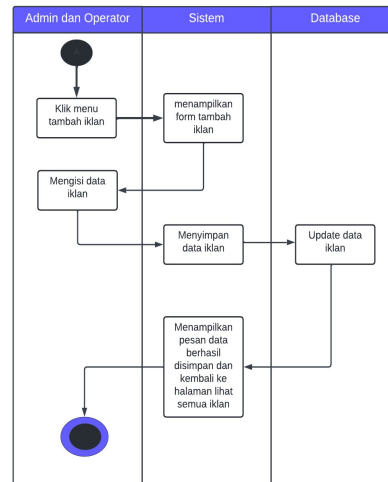 Admin dan Operator
Sistem
Database
Klik menu
tambah iklan
menampilkan
form tambah
iklan
Mengisi data
iklan
Menyimpan
data iklan
Update data
iklan
Menampilkan
pesan data
berhasil
disimpan dan
kembali ke
halaman lihat
semua iklan